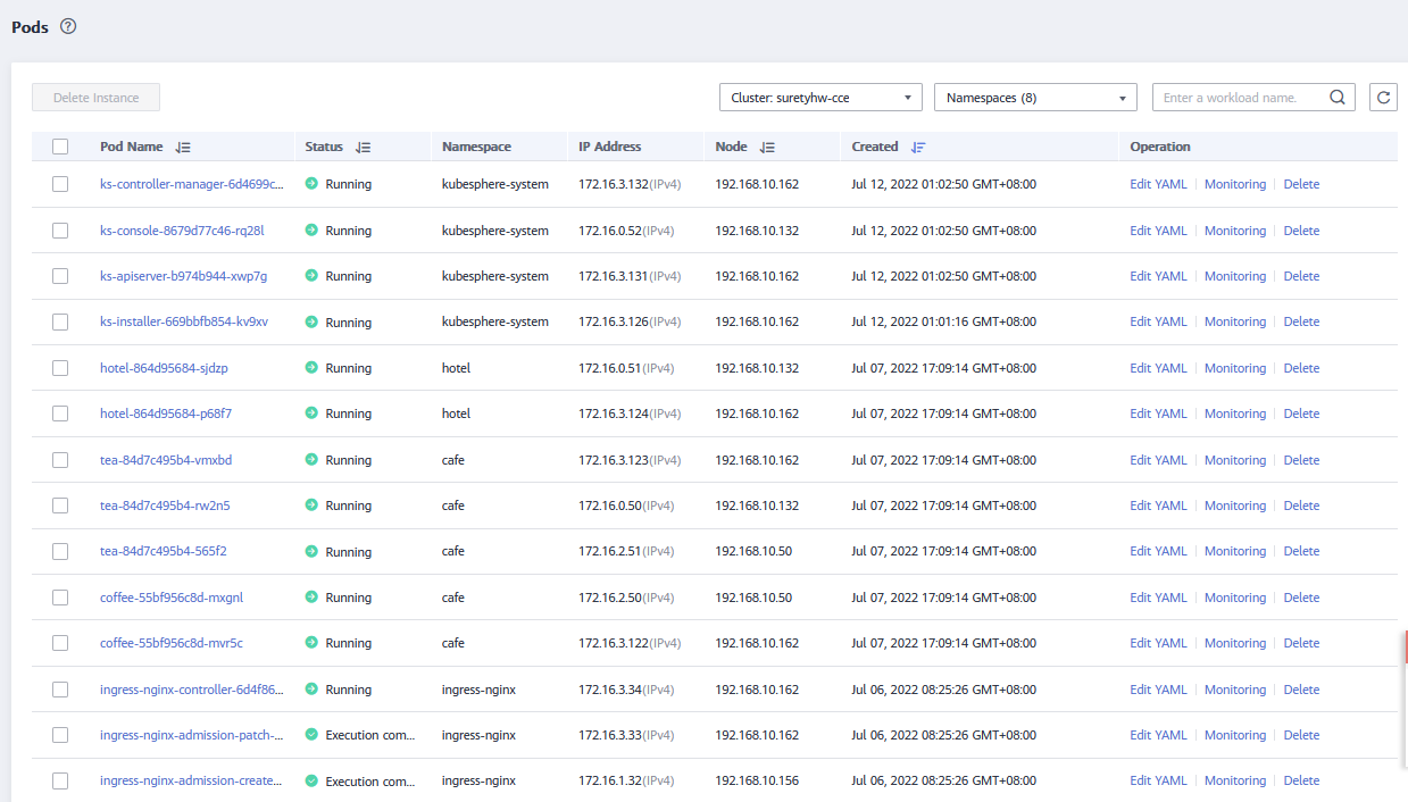 Pods ?
Delete Instance Cluster: suretyhw-cce Namespaces (8) Enter a workload name.
Pod Name Status Namespace IP Address Node Created Operation
ks-controller-manager-6d4699c... Running kubesphere-system 172.16.3.132(IPv4) 192.168.10.162 Jul 12, 2022 01:02:50 GMT+08:00 Edit YAML Monitoring Delete
ks-console-8679d77c46-rq28l Running kubesphere-system 172.16.0.52(IPv4) 192.168.10.132 Jul 12, 2022 01:02:50 GMT+08:00 Edit YAML Monitoring Delete
ks-apiserver-b974b944-xwp7g Running kubesphere-system 172.16.3.131(IPv4) 192.168.10.162 Jul 12, 2022 01:02:50 GMT+08:00 Edit YAML Monitoring Delete
ks-installer-669bbfb854-kv9xv Running kubesphere-system 172.16.3.126(IPv4) 192.168.10.162 Jul 12, 2022 01:01:16 GMT+08:00 Edit YAML Monitoring Delete
hotel-864d95684-sjdzp Running hotel 172.16.0.51(IPv4) 192.168.10.132 Jul 07, 2022 17:09:14 GMT+08:00 Edit YAML Monitoring Delete
hotel-864d95684-p68f7 Running hotel 172.16.3.124(IPv4) 192.168.10.162 Jul 07, 2022 17:09:14 GMT+08:00 Edit YAML Monitoring Delete
tea-84d7c495b4-vmxbd Running cafe 172.16.3.123(IPv4) 192.168.10.162 Jul 07, 2022 17:09:14 GMT+08:00 Edit YAML Monitoring Delete
tea-84d7c495b4-rw2n5 Running cafe 172.16.0.50(IPv4) 192.168.10.132 Jul 07, 2022 17:09:14 GMT+08:00 Edit YAML Monitoring Delete
tea-84d7c495b4-565f2 Running cafe 172.16.2.51(IPv4) 192.168.10.50 Jul 07, 2022 17:09:14 GMT+08:00 Edit YAML Monitoring Delete
coffee-55bf956c8d-mxgnl Running cafe 172.16.2.50(IPv4) 192.168.10.50 Jul 07, 2022 17:09:14 GMT+08:00 Edit YAML Monitoring Delete
coffee-55bf956c8d-mvr5c Running cafe 172.16.3.122(IPv4) 192.168.10.162 Jul 07, 2022 17:09:14 GMT+08:00 Edit YAML Monitoring Delete
ingress-nginx-controller-6d4f86... Running ingress-nginx 172.16.3.34(IPv4) 192.168.10.162 Jul 06, 2022 08:25:26 GMT+08:00 Edit YAML Monitoring Delete
ingress-nginx-admission-patch-... Execution com... ingress-nginx 172.16.3.33(IPv4) 192.168.10.162 Jul 06, 2022 08:25:26 GMT+08:00 Edit YAML Monitoring Delete
ingress-nginx-admission-create... Execution com... ingress-nginx 172.16.1.32(IPv4) 192.168.10.156 Jul 06, 2022 08:25:26 GMT+08:00 Edit YAML Monitoring Delete